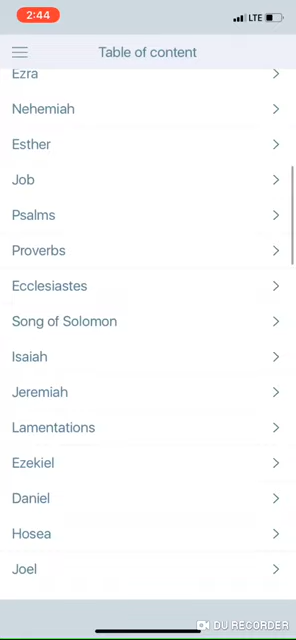 2:44
LTE
Table of content
Ezra
Nehemiah
Esther
Job
Psalms
Proverbs
Ecclesiastes
Song of Solomon
Isaiah
Jeremiah
Lamentations
Ezekiel
Daniel
Hosea
Joel
DU RECORDER